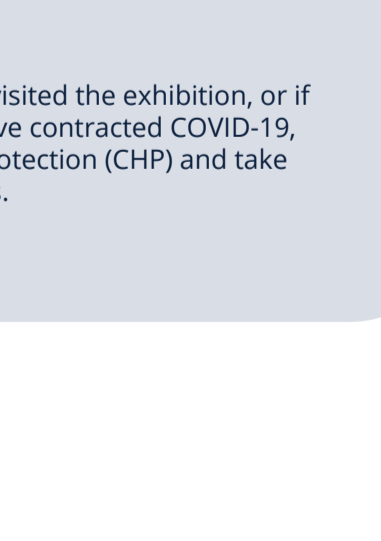 visited the exhibition, or if
ve contracted COVID-19,
otection (CHP) and take
s.